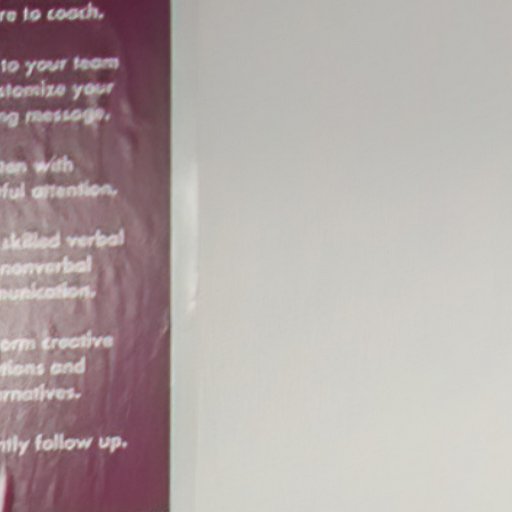 re to coach.
to your team
stomize your
ng message.
ten with
ful attention.
skilled verbal
nonverbal
munication.
orm creative
tions and
rnatives.
ntly follow up.